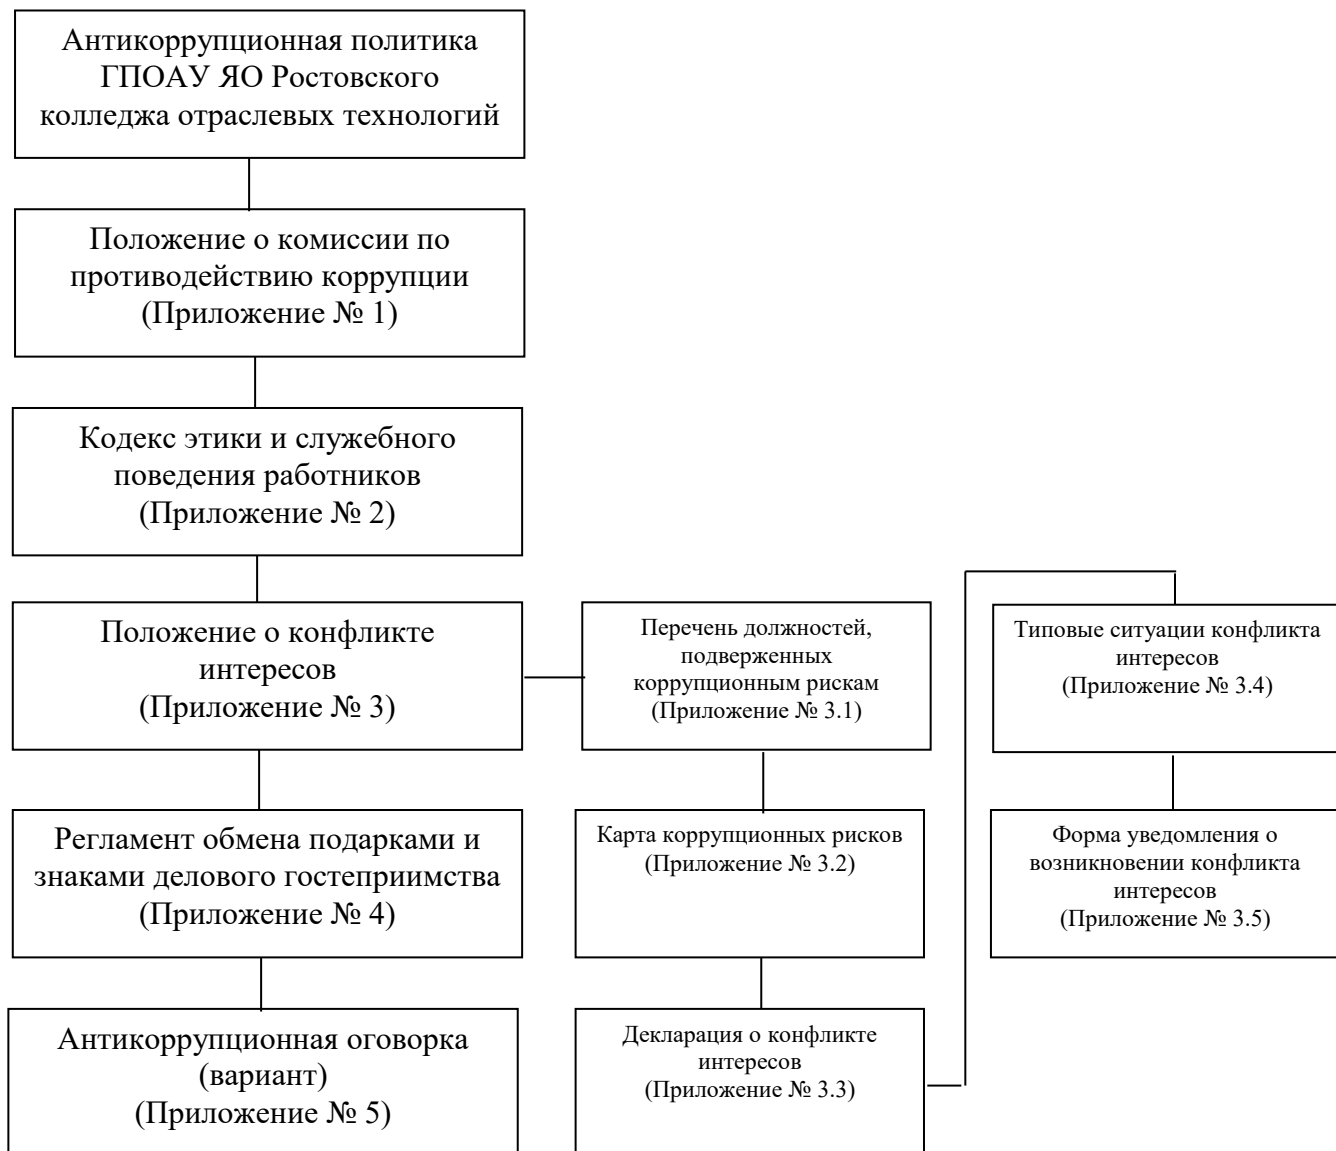 Антикоррупционная политика
ГПОАУ ЯО Ростовского
колледжа отраслевых технологий
Положение о комиссии по
противодействию коррупции
(Приложение № 1)
Кодекс этики и служебного
поведения работников
(Приложение № 2)
Положение о конфликте
интересов
(Приложение № 3)
Регламент обмена подарками и
знаками делового гостеприимства
(Приложение № 4)
Антикоррупционная оговорка
(вариант)
(Приложение № 5)
Перечень должностей,
подверженных
коррупционным рискам
(Приложение № 3.1)
Карта коррупционных рисков
(Приложение № 3.2)
Декларация о конфликте
интересов
(Приложение № 3.3)
Типовые ситуации конфликта
интересов
(Приложение № 3.4)
Форма уведомления о
возникновении конфликта
интересов
(Приложение № 3.5)